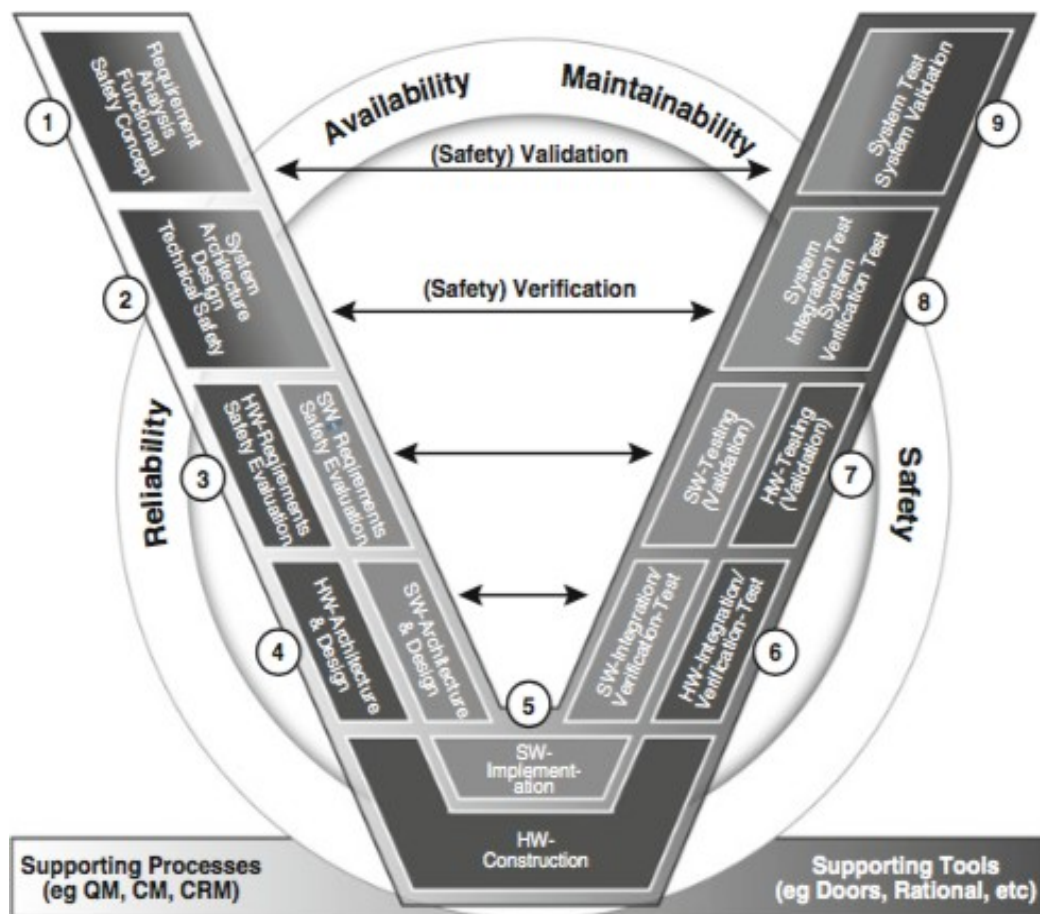 Availability
Maintainability
Reliability
Safety
(Safety) Validation
(Safety) Verification
1
Requirement
Analysis
Functional
Safety Concept
2
System
Architecture
Design
Technical Safety
3
HW-Reqirements
Safety Evaluation
SW-Reqirements
Safety Evaluation
4
HW-Architecture
& Design
SW-Architecture
& Design
5
SW-
Implement-
ation
HW-
Construction
6
SW-Integration/
Verification-Test
HW-Integration/
Verification-Test
7
SW-Testing
(Validation)
HW-Testing
(Validation)
8
System
Integration Test
System
Verification Test
9
System Test
System Validation
Supporting Processes
(eg QM, CM, CRM)
Supporting Tools
(eg Doors, Rational, etc)